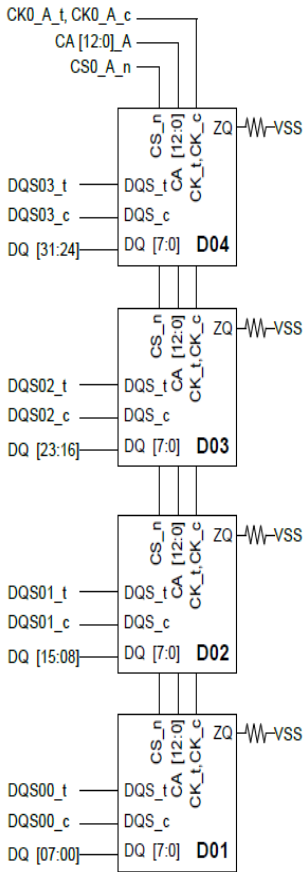 CK0_A_t, CK0_A_c
CA [12:0]_A
CS0_A_n
CS_n
CA [12:0]
CK_t,CK_c
ZQ
VSS
DQS03_t
DQS_t
DQS03_c
DQS_c
DQ [31:24]
DQ [7:0]
D04
CS_n
CA [12:0]
CK_t,CK_c
ZQ
VSS
DQS02_t
DQS_t
DQS02_c
DQS_c
DQ [23:16]
DQ [7:0]
D03
CS_n
CA [12:0]
CK_t,CK_c
ZQ
VSS
DQS01_t
DQS_t
DQS01_c
DQS_c
DQ [15:08]
DQ [7:0]
D02
CS_n
CA [12:0]
CK_t,CK_c
ZQ
VSS
DQS00_t
DQS_t
DQS00_c
DQS_c
DQ [07:00]
DQ [7:0]
D01